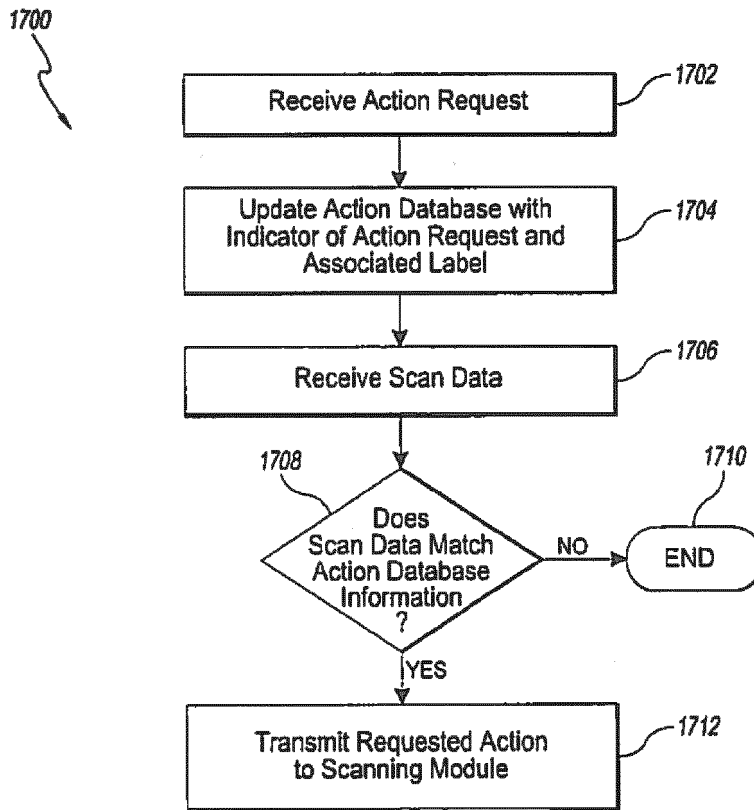 1700
Receive Action Request
1702
Update Action Database with
Indicator of Action Request and
Associated Label
1704
Receive Scan Data
1706
1708
Does
Scan Data Match
Action Database
Information
?
NO
1710
END
YES
Transmit Requested Action
to Scanning Module
1712